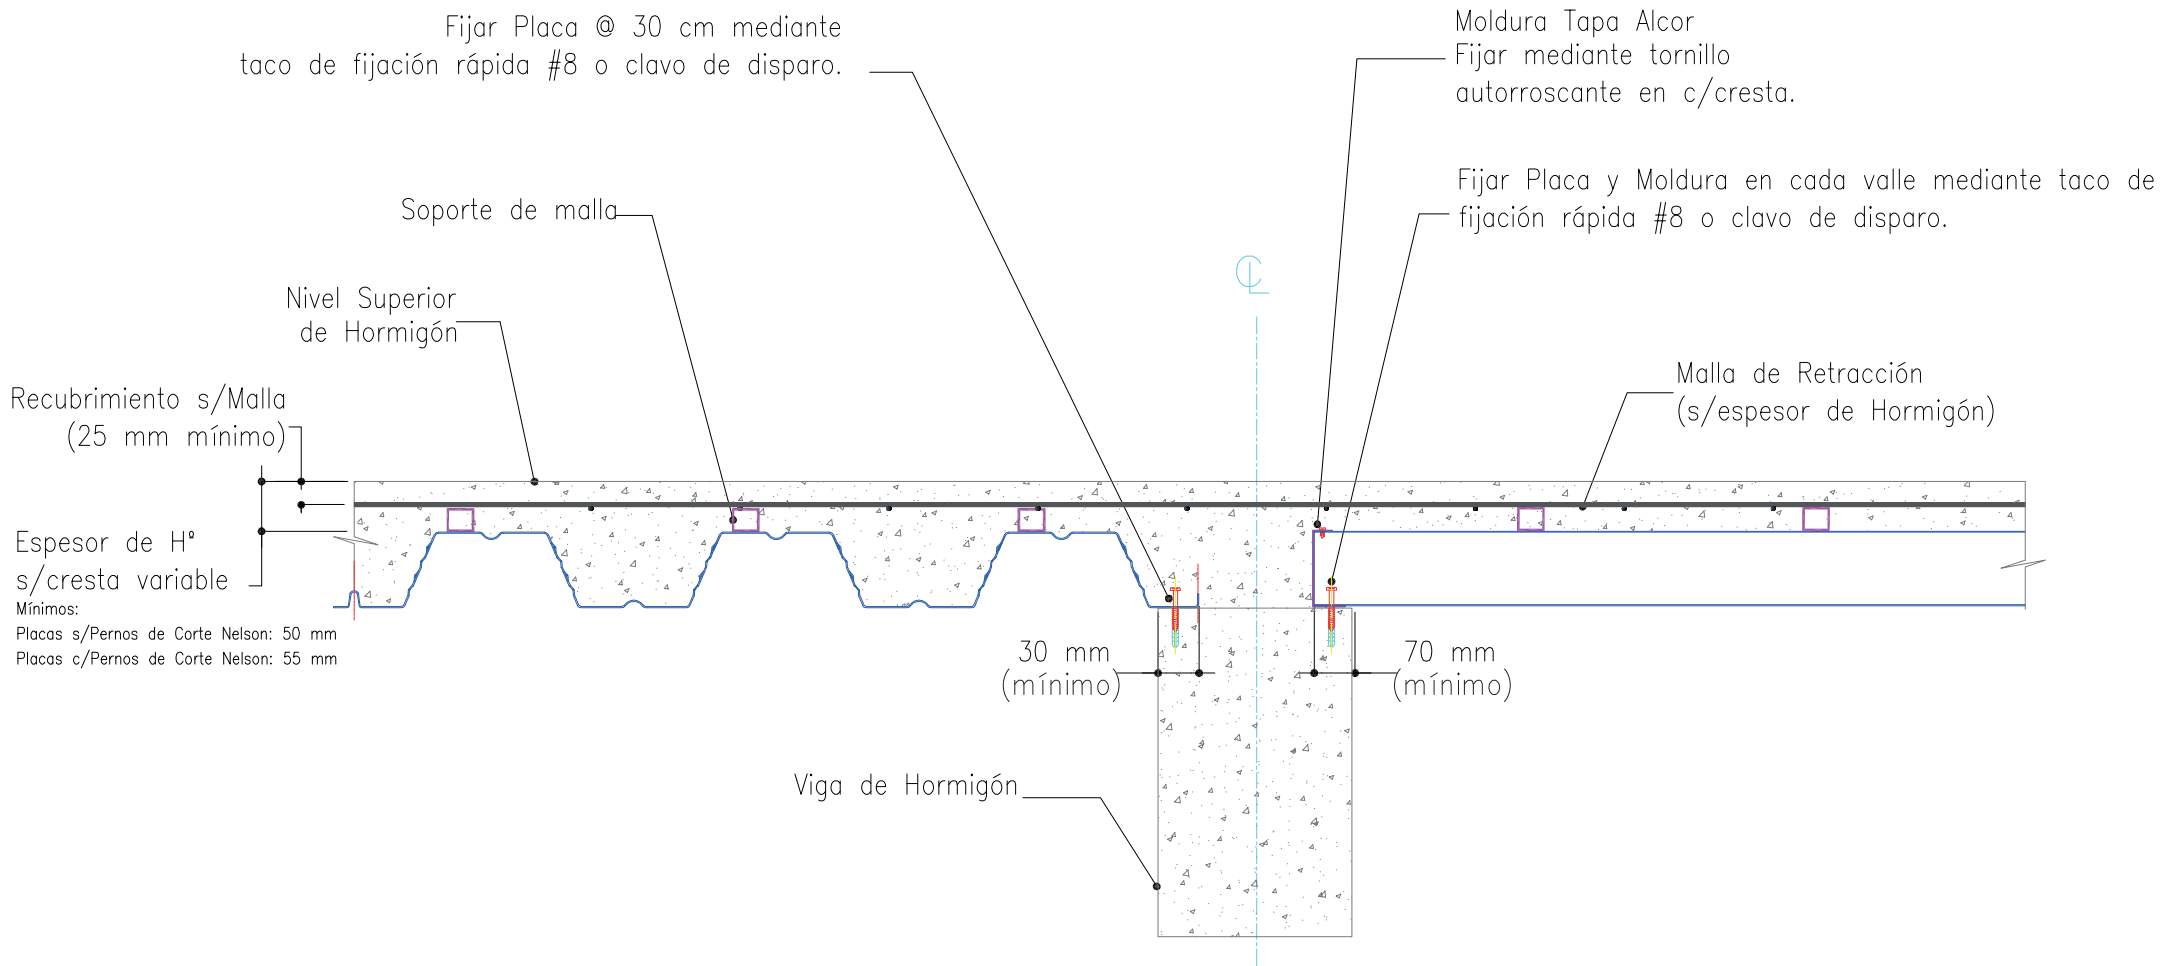 Fijar Placa @ 30 cm mediante
taco de fijación rápida #8 o clavo de disparo.
Moldura Tapa Alcor
Fijar mediante tornillo
autorroscante en c/cresta.
Fijar Placa y Moldura en cada valle mediante taco de
fijación rápida #8 o clavo de disparo.
Soporte de malla
Nivel Superior
de Hormigón
CL
Malla de Retracción
(s/espesor de Hormigón)
Recubrimiento s/Malla
(25 mm mínimo)
Espesor de Hº
s/cresta variable
Mínimos:
Placas s/Pernos de Corte Nelson: 50 mm
Placas c/Pernos de Corte Nelson: 55 mm
30 mm
(mínimo)
70 mm
(mínimo)
Viga de Hormigón